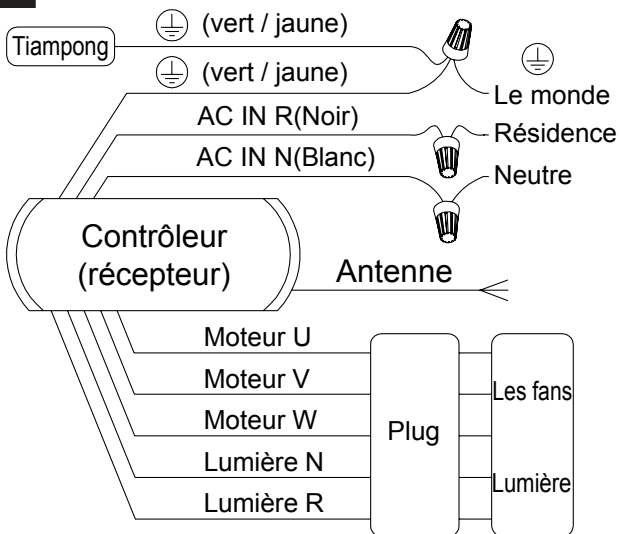 (vert / jaune)
Tiampong
(vert / jaune)
Le monde
AC IN R(Noir)
Résidence
AC IN N(Blanc)
Neutre
Contrôleur
(récepteur)
Antenne
Moteur U
Moteur V
Les fans
Moteur W
Plug
Lumière N
Lumière
Lumière R